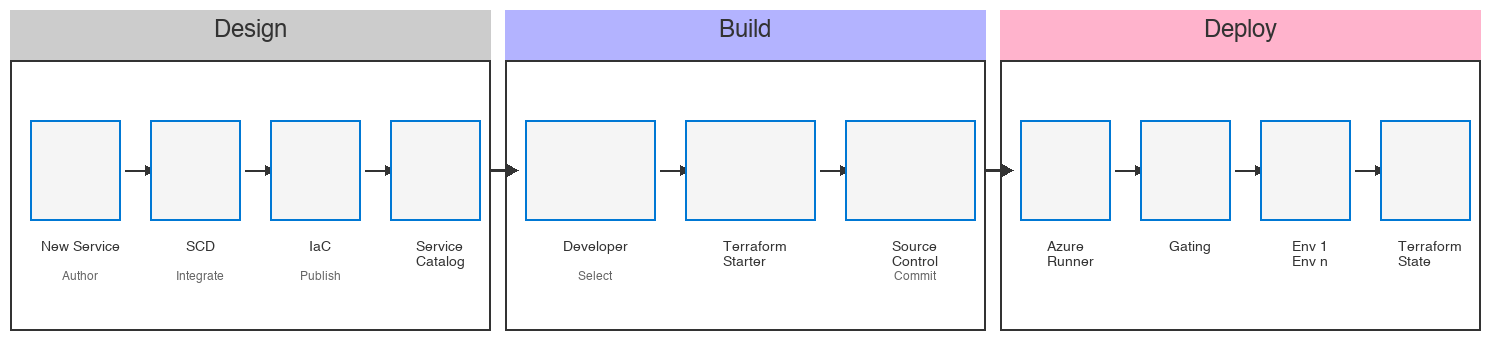 Design
New Service
Author
SCD
Integrate
IaC
Publish
Service
Catalog
Build
Developer
Select
Terraform
Starter
Source
Control
Commit
Deploy
Azure
Runner
Gating
Env 1
Env n
Terraform
State